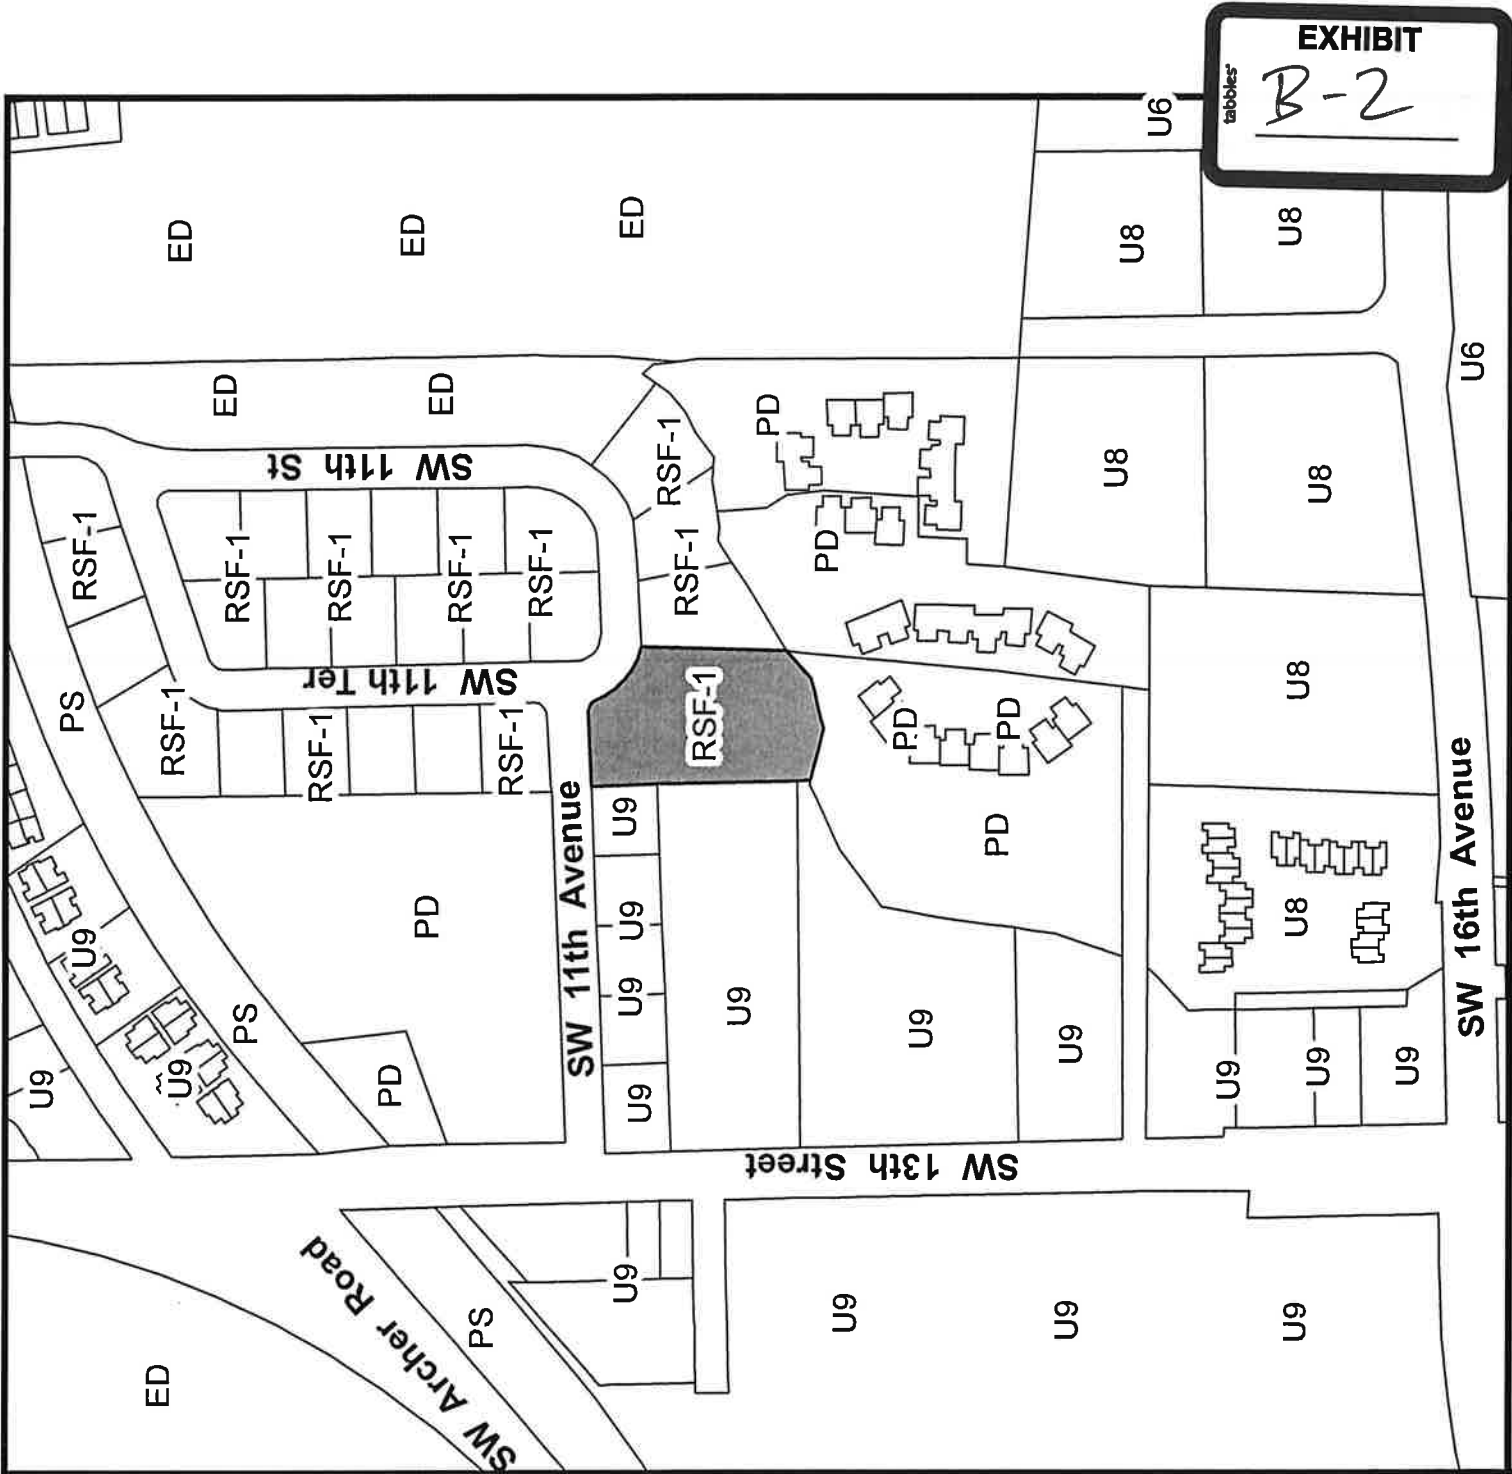 EXHIBIT
tabbies®
B-2
ED
ED
ED
U6
U8
U8
U6
ED
ED
SW 11th St
RSF-1
RSF-1
RSF-1
RSF-1
RSF-1
RSF-1
RSF-1
PD
PD
U8
U8
PS
RSF-1
RSF-1
RSF-1
SW 11th Ter
RSF-1
PD
PD
U8
SW 11th Avenue
U9
U9
U9
U9
PD
PD
PD
U8
SW 16th Avenue
U9
U9
U9
PS
U9
U9
U9
U9
U9
U9
SW 13th Street
SW Archer Road
ED
PS
U9
U9
U9
U9